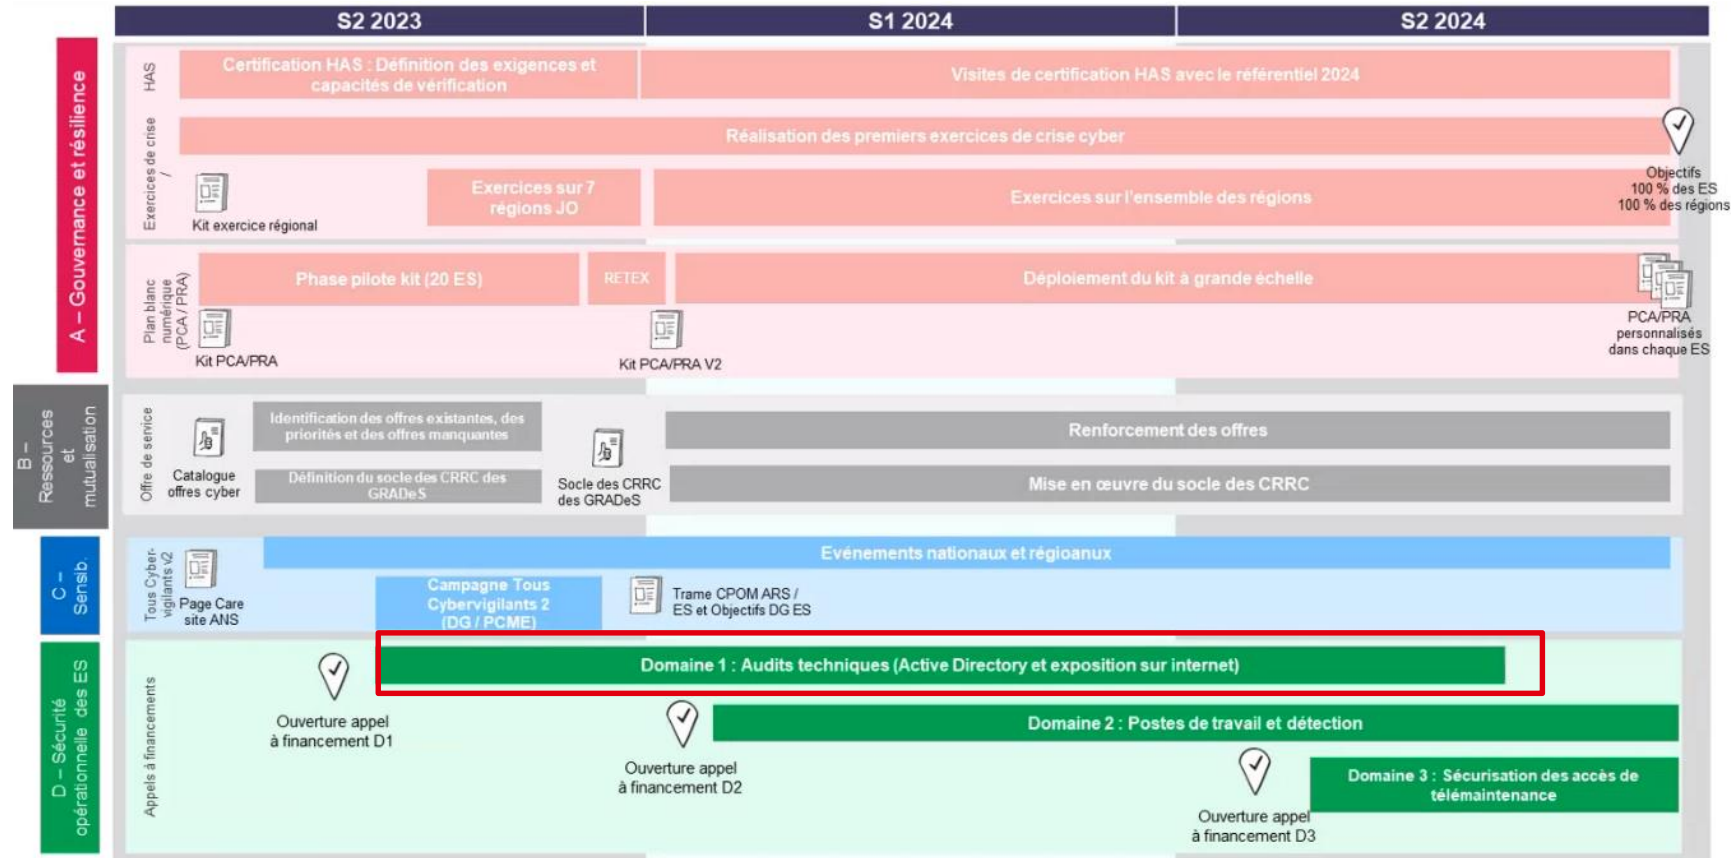 S2 2023
S1 2024
S2 2024
A – Gouvernance et résilience
HAS
Certification HAS : Définition des exigences et
capacités de vérification
Visites de certification HAS avec le référentiel 2024
Exercices de crise
/
Réalisation des premiers exercices de crise cyber
Kit exercice régional
Exercices sur 7
régions JO
Exercices sur l'ensemble des régions
Objectifs
100 % des ES
100 % des régions
Plan blanc
numérique
(PCA / PRA)
Phase pilote kit (20 ES)
RETEX
Déploiement du kit à grande échelle
Kit PCA/PRA
Kit PCA/PRA V2
PCA/PRA
personnalisés
dans chaque ES
B –
Ressources
et
mutualisation
Offre de service
Catalogue
offres cyber
Identification des offres existantes, des
priorités et des offres manquantes
Définition du socle des CRRC des
GRADeS
Socle des CRRC
des GRADeS
Renforcement des offres
Mise en œuvre du socle des CRRC
C –
Sensib.
Tous Cyber-
vigilants v2
Page Care
site ANS
Evénements nationaux et régioanux
Campagne Tous
Cybervigilants 2
(DG / PCME)
Trame CPOM ARS /
ES et Objectifs DG ES
D – Sécurité
opérationnelle des ES
Appels à financements
Domaine 1 : Audits techniques (Active Directory et exposition sur internet)
Ouverture appel
à financement D1
Domaine 2 : Postes de travail et détection
Ouverture appel
à financement D2
Domaine 3 : Sécurisation des accès de
télémaintenance
Ouverture appel
à financement D3